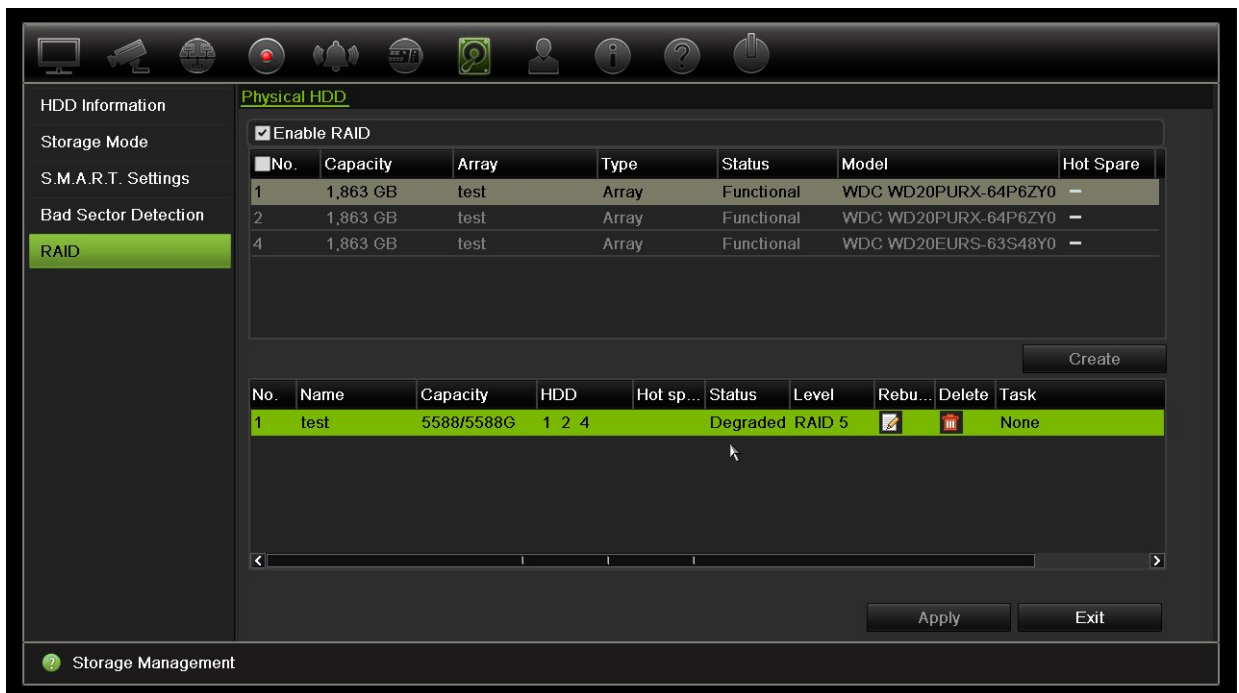 HDD Information
Storage Mode
S.M.A.R.T. Settings
Bad Sector Detection
RAID
Physical HDD
Enable RAID
No. Capacity Array Type Status Model Hot Spare
1 1,863 GB test Array Functional WDC WD20PURX-64P6ZY0 –
2 1,863 GB test Array Functional WDC WD20PURX-64P6ZY0 –
4 1,863 GB test Array Functional WDC WD20EURS-63S48Y0 –
Create
No. Name Capacity HDD Hot sp... Status Level Rebu... Delete Task
1 test 5588/5588G 1 2 4 Degraded RAID 5 None
Apply Exit
Storage Management